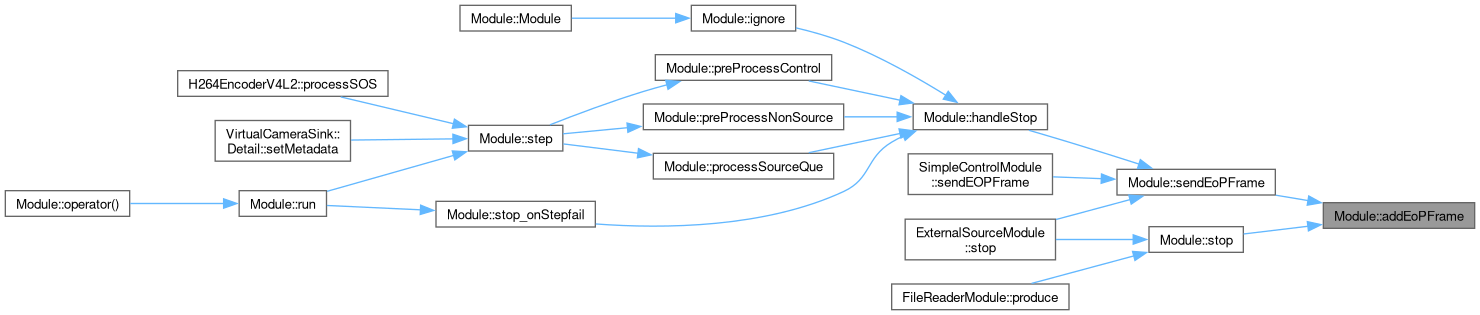 Module::Module
Module::ignore
Module::preProcessControl
H264EncoderV4L2::processSOS
Module::preProcessNonSource
Module::handleStop
VirtualCameraSink::
Detail::setMetadata
Module::step
Module::processSourceQue
SimpleControlModule
::sendEOPFrame
Module::sendEoPFrame
Module::operator()
Module::run
Module::stop_onStepfail
Module::addEoPFrame
ExternalSourceModule
::stop
Module::stop
FileReaderModule::produce